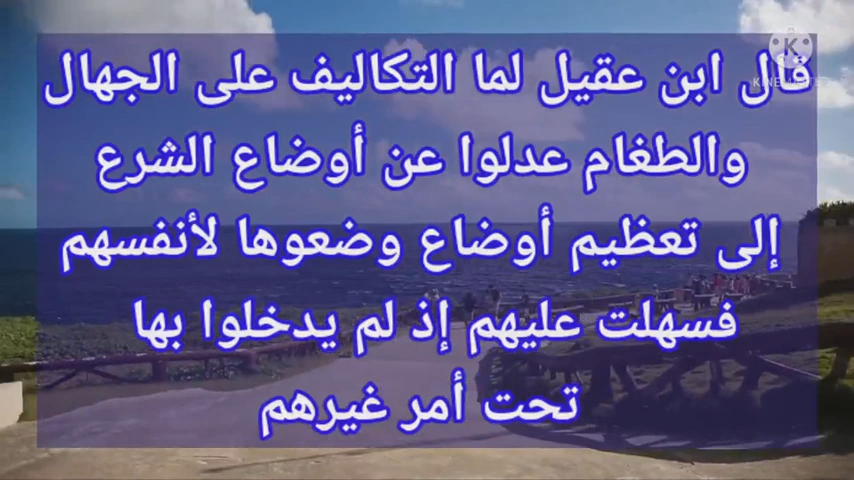 قال ابن عقيل لما التكاليف على الجهال
والطغام عدلوا عن أوضاع الشرع
إلى تعظيم أوضاع وضعوها لأنفسهم
فسهلت عليهم إذ لم يدخلوا بها
تحت أمر غيرهم